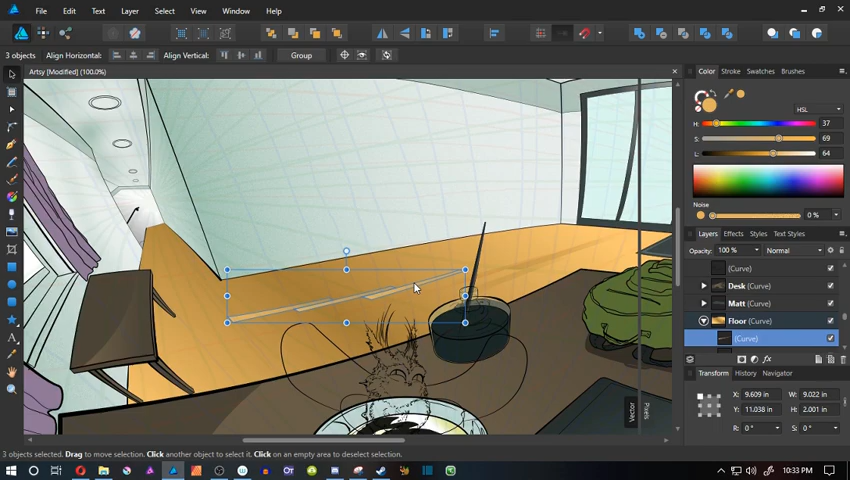 File Edit Text Layer Select View Window Help
3 objects Align Horizontal: Align Vertical: Group
Artsy [Modified] (100.0%)
Color Stroke Swatches Brushes
HSL
H: 37
S: 69
L: 64
Noise
0 %
Layers Effects Styles Text Styles
Opacity: 100 % Normal
(Curve)
Desk (Curve)
Matt (Curve)
Floor (Curve)
(Curve)
Transform History Navigator
X: 9.609 in W: 9.022 in
Y: 11.038 in H: 2.001 in
R: 0 ° S: 0 °
Pixels
Vector
3 objects selected. Drag to move selection. Click another object to select it. Click on an empty area to deselect selection.
10:33 PM